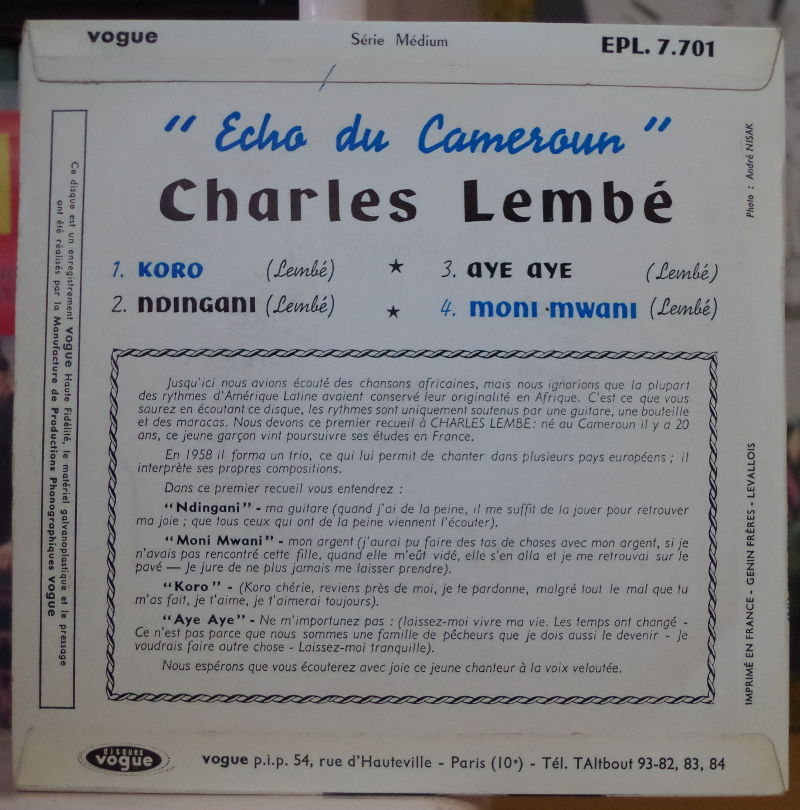 vogue Série Médium EPL. 7.701
" Echo du Cameroun "
Charles Lembé
1. KORO (Lembé) ★ 3. AYE AYE (Lembé)
2. NDINGANI (Lembé) ★ 4. MONI-MWANI (Lembé)
Jusqu'ici nous avions écouté des chansons africaines, mais nous ignorions que la plupart
des rythmes d'Amérique Latine avaient conservé leur originalité en Afrique. C'est ce que vous
saurez en écoutant ce disque, les rythmes sont uniquement soutenus par une guitare, une bouteille
et des maracas. Nous devons ce premier recueil à CHARLES LEMBE : né au Cameroun il y a 20
ans, ce jeune garçon vint poursuivre ses études en France.
En 1958 il forma un trio, ce qui lui permit de chanter dans plusieurs pays européens ; il
interprète ses propres compositions.
Dans ce premier recueil vous entendrez :
"Ndingani" - ma guitare (quand j'ai de la peine, il me suffit de la jouer pour retrouver
ma joie ; que tous ceux qui ont de la peine viennent l'écouter).
"Moni Mwani" - mon argent (j'aurai pu faire des tas de choses avec mon argent, si je
n'avais pas rencontré cette fille, quand elle m'eût vidé, elle s'en alla et je me retrouvai sur le
pavé — Je jure de ne plus jamais me laisser prendre).
"Koro" - (Koro chérie, reviens près de moi, je te pardonne, malgré tout le mal que tu
m'as fait, je t'aime, je t'aimerai toujours).
"Aye Aye" - Ne m'importunez pas : (laissez-moi vivre ma vie. Les temps ont changé -
Ce n'est pas parce que nous sommes une famille de pêcheurs que je dois aussi le devenir - Je
voudrais faire autre chose - Laissez-moi tranquille).
Nous espérons que vous écouterez avec joie ce jeune chanteur à la voix veloutée.
Ce disque est un enregistrement vogue Haute Fidélité, le matériel galvanoplastique et le pressage
ont été réalisés par la Manufacture de Productions Phonographiques vogue
Photo : André NISAK
IMPRIMÉ EN FRANCE - GENIN FRÈRES - LEVALLOIS
disques
vogue
vogue p.i.p. 54, rue d'Hauteville - Paris (10e) - Tél. TAItbout 93-82, 83, 84